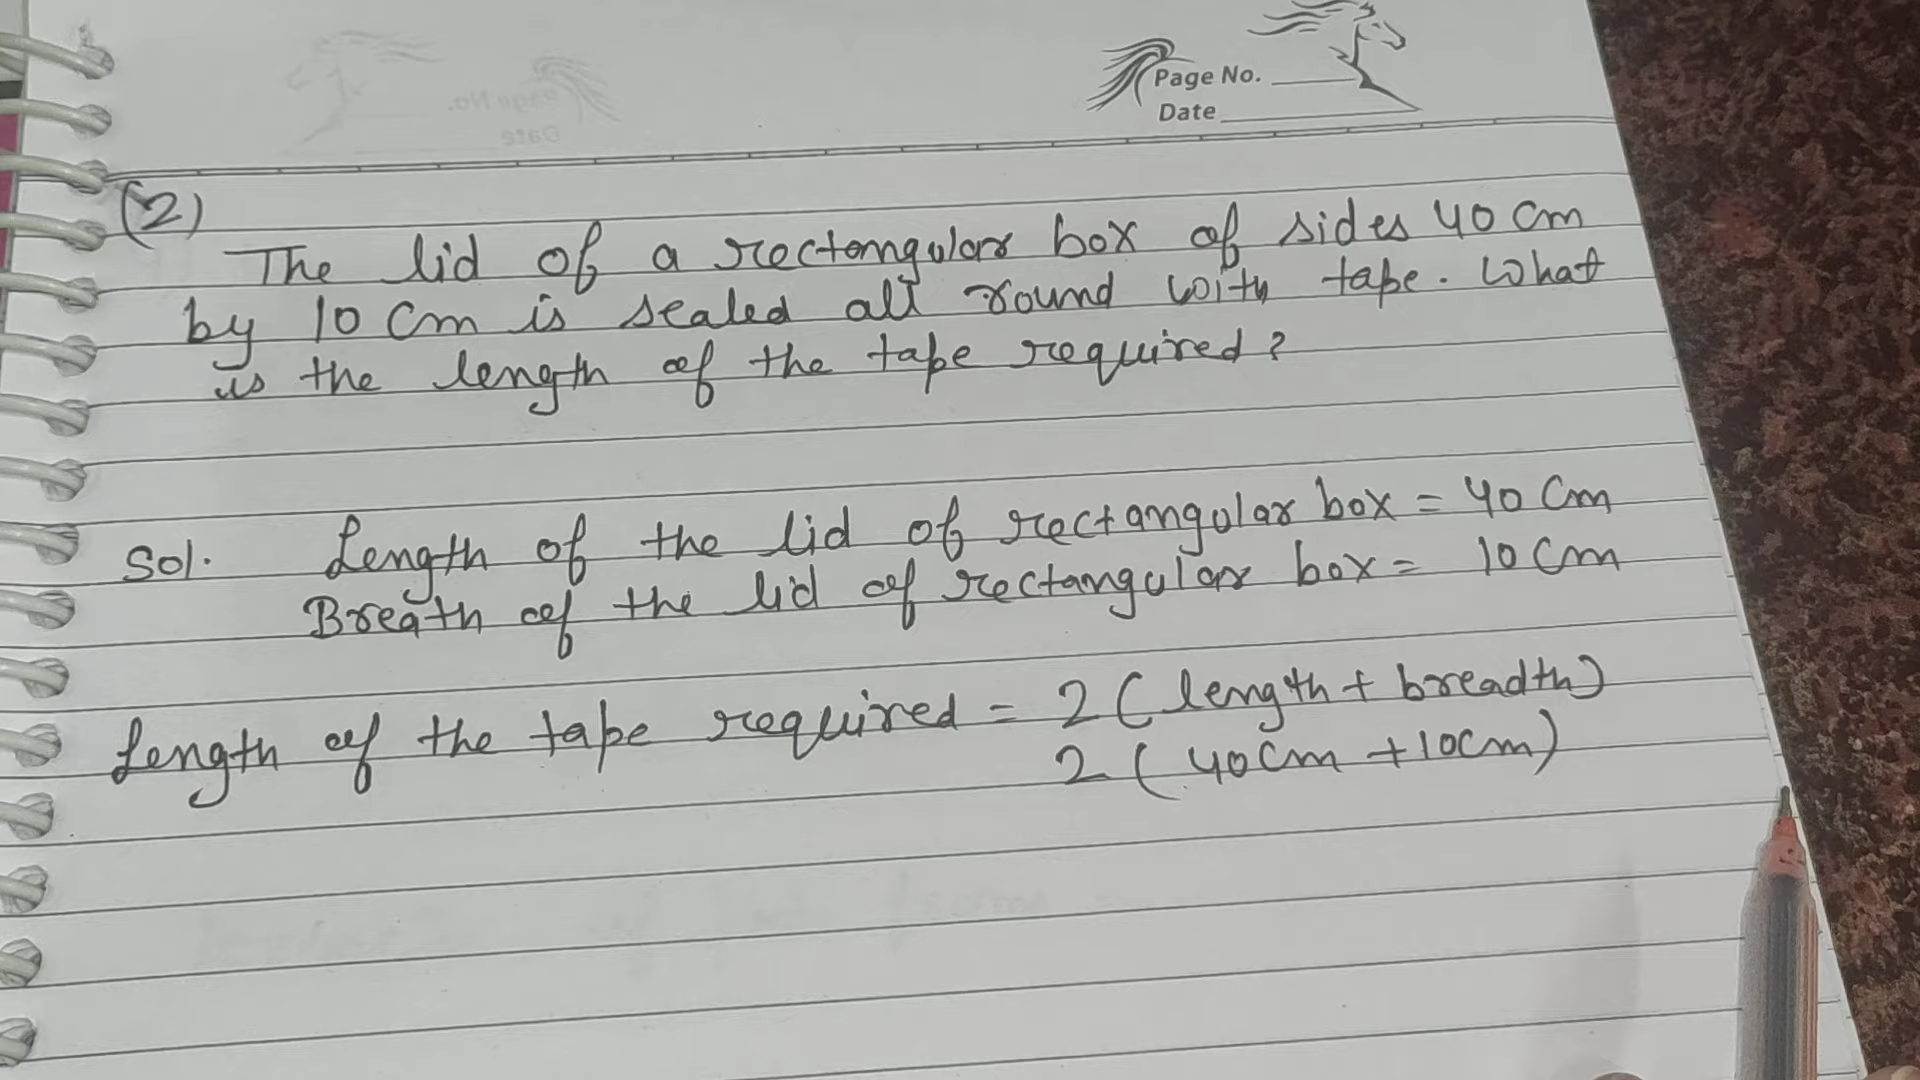 Page No.
Date
(2)
The lid of a rectangular box of sides 40 cm
by 10 cm is sealed all round with tape. What
is the length of the tape required?
Sol. Length of the lid of rectangular box = 40 cm
Breath of the lid of rectangular box = 10 cm
Length of the tape required = 2 (length + breadth)
2 (40cm + 10cm)